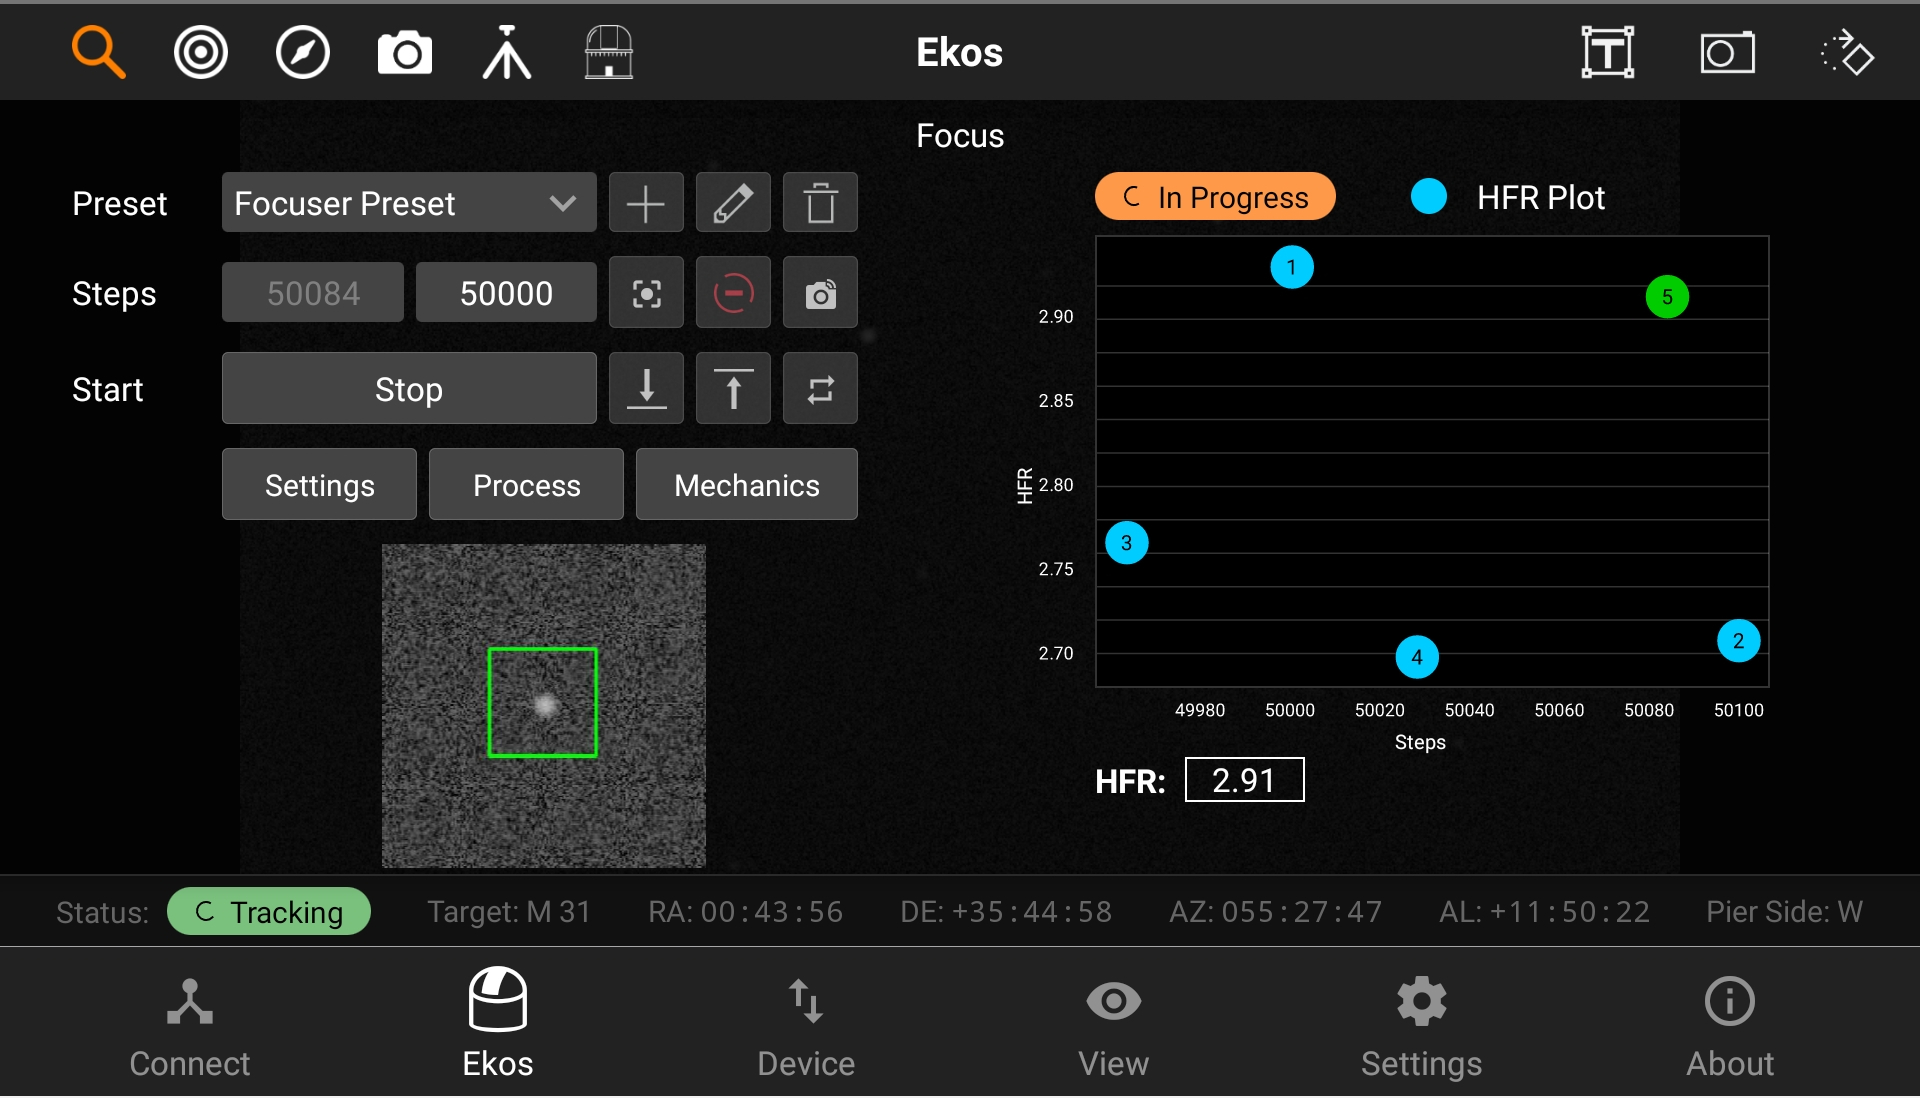 Ekos
Focus
Preset Focuser Preset
Steps 50084 50000
Start Stop
Settings Process Mechanics
In Progress HFR Plot
1
5
2.90
2.85
HFR
2.80
3
2.75
2.70
4
2
49980 50000 50020 50040 50060 50080 50100
Steps
HFR: 2.91
Status: Tracking Target: M 31 RA: 00:43:56 DE: +35:44:58 AZ: 055:27:47 AL: +11:50:22 Pier Side: W
Connect Ekos Device View Settings About